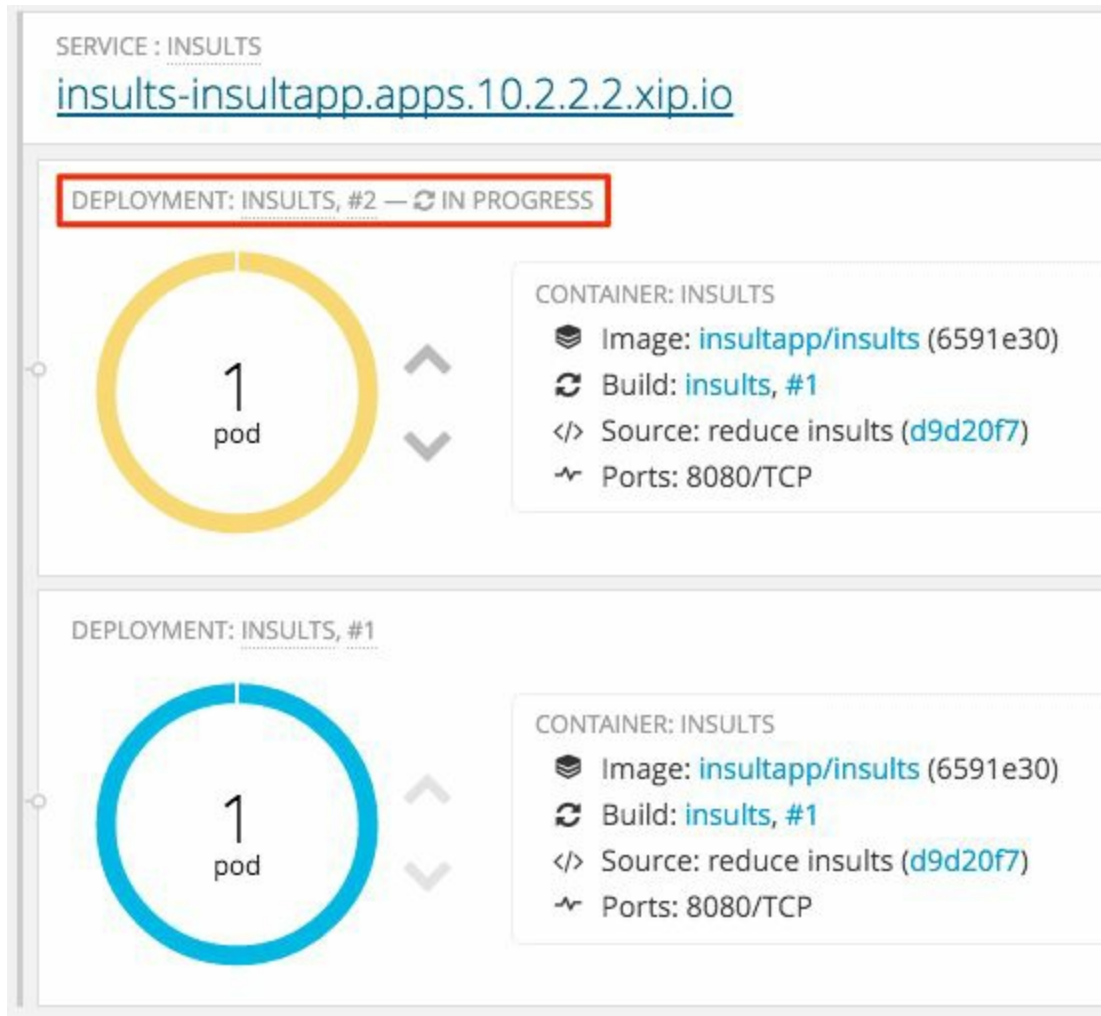 SERVICE : INSULTS
insults-insultapp.apps.10.2.2.2.xip.io
DEPLOYMENT: INSULTS, #2 — IN PROGRESS
1
pod
CONTAINER: INSULTS
Image: insultapp/insults (6591e30)
Build: insults, #1
</> Source: reduce insults (d9d20f7)
Ports: 8080/TCP
DEPLOYMENT: INSULTS, #1
1
pod
CONTAINER: INSULTS
Image: insultapp/insults (6591e30)
Build: insults, #1
</> Source: reduce insults (d9d20f7)
Ports: 8080/TCP